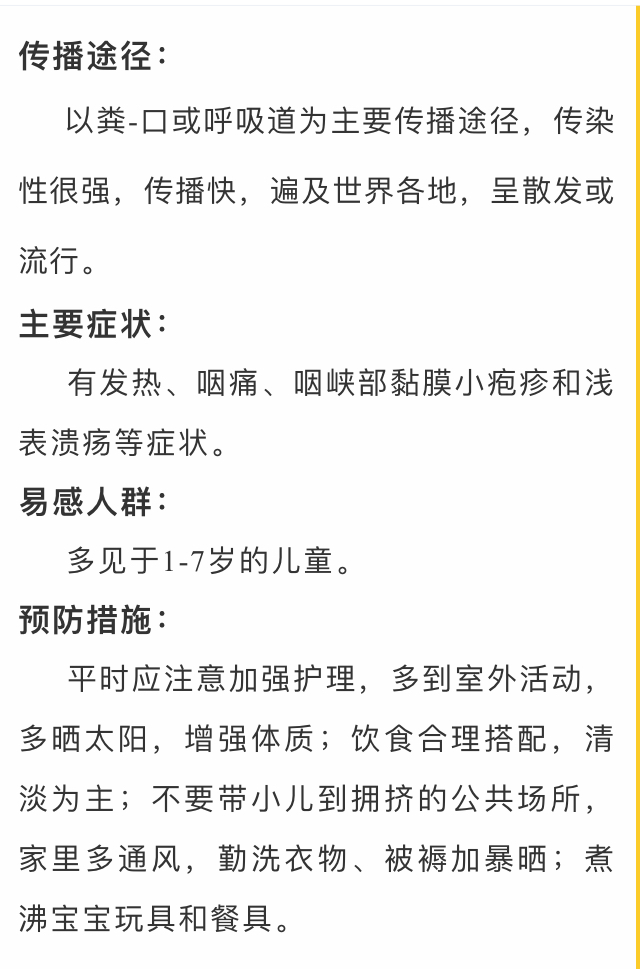 传播途径：
以粪-口或呼吸道为主要传播途径，传染
性很强，传播快，遍及世界各地，呈散发或
流行。
主要症状：
有发热、咽痛、咽峡部黏膜小疱疹和浅
表溃疡等症状。
易感人群：
多见于1-7岁的儿童。
预防措施：
平时应注意加强护理，多到室外活动，
多晒太阳，增强体质；饮食合理搭配，清
淡为主；不要带小儿到拥挤的公共场所，
家里多通风，勤洗衣物、被褥加暴晒；煮
沸宝宝玩具和餐具。